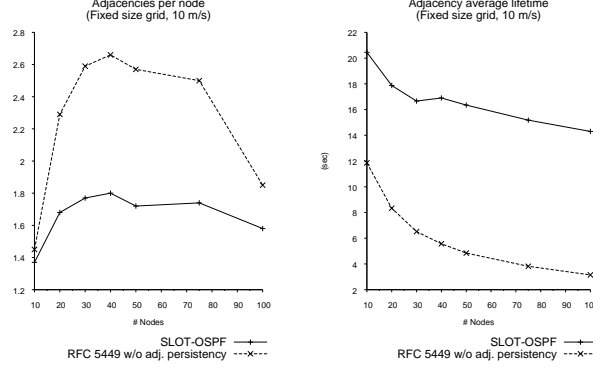 Adjacencies per node
(Fixed size grid, 10 m/s)
2.8
2.6
2.4
2.2
2
1.8
1.6
1.4
1.2
10 20 30 40 50 60 70 80 90 100
# Nodes
SLOT-OSPF
RFC 5449 w/o adj. persistency
Adjacency average lifetime
(Fixed size grid, 10 m/s)
22
20
18
16
14
12
10
8
6
4
2
(sec)
10 20 30 40 50 60 70 80 90 10
# Nodes
SLOT-OSPF
RFC 5449 w/o adj. persistency